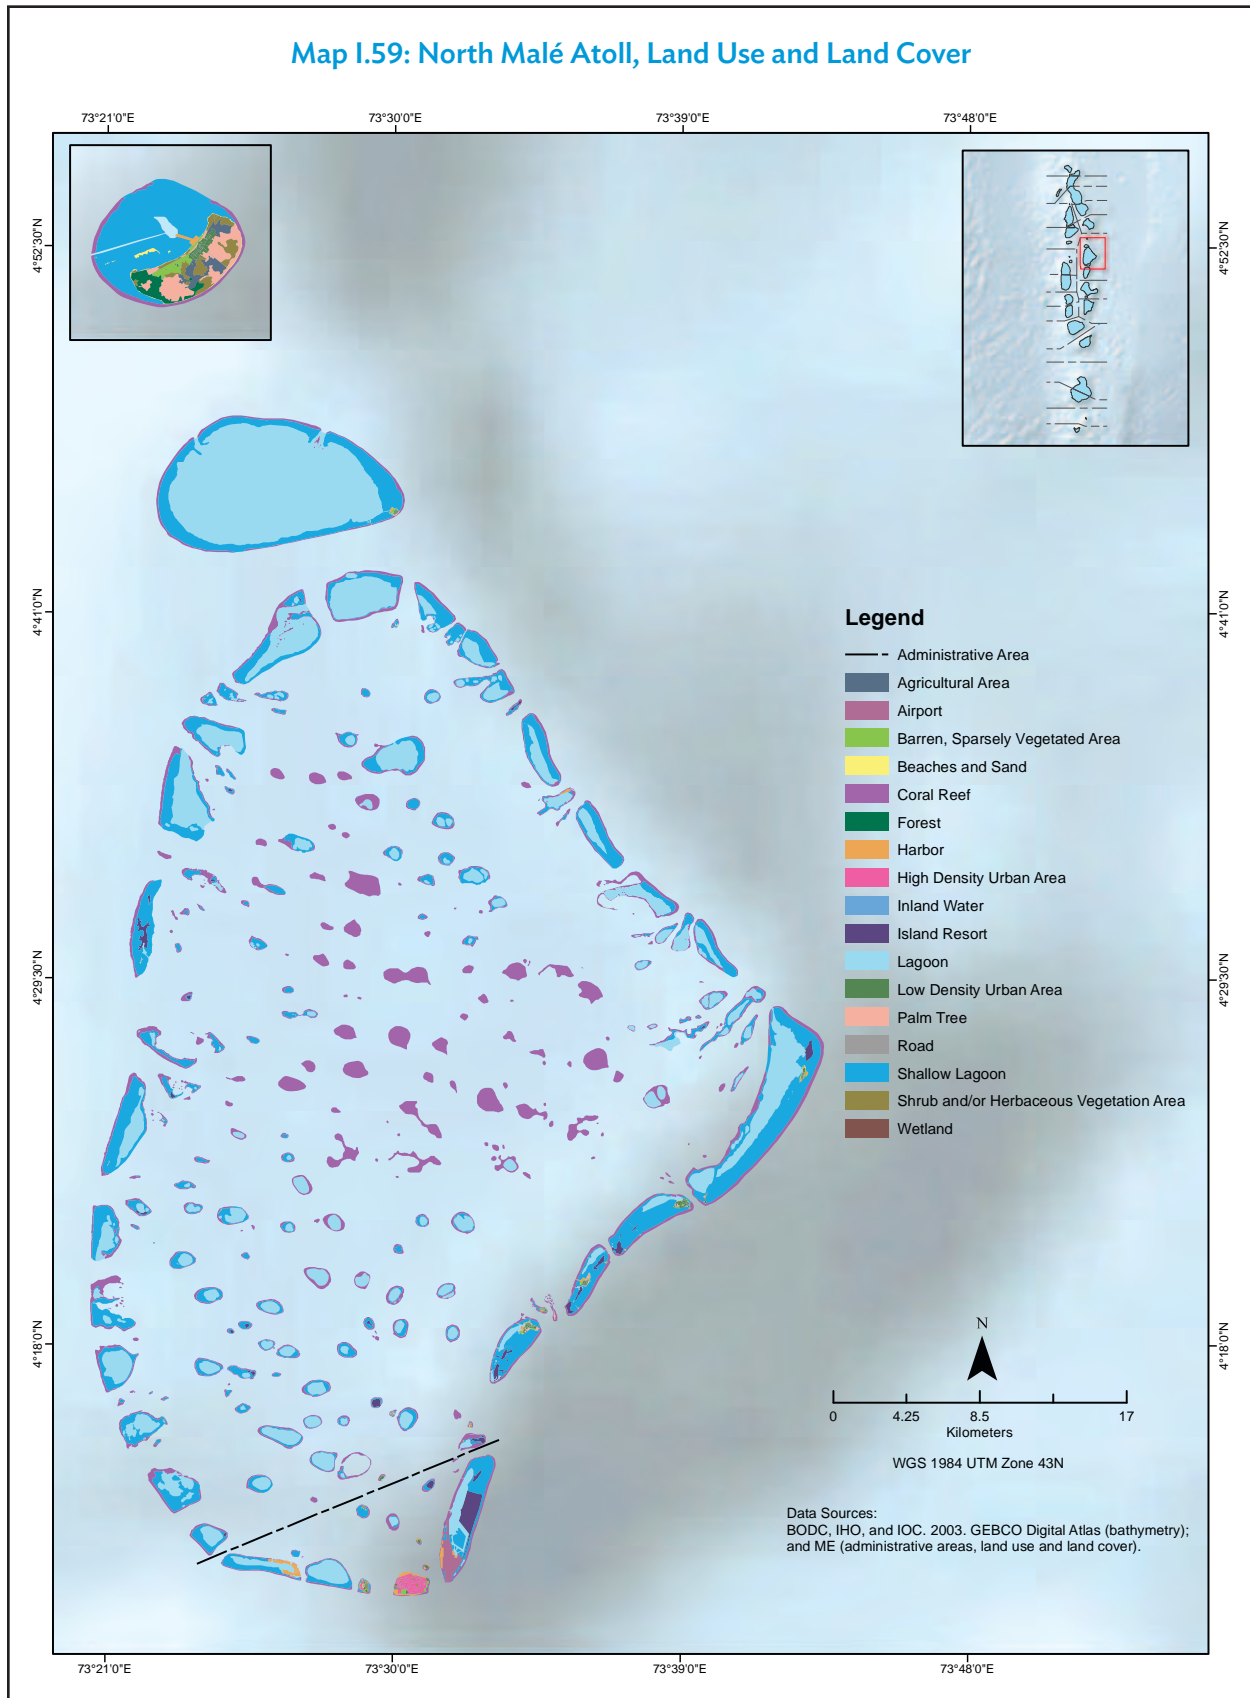 Map I.59: North Malé Atoll, Land Use and Land Cover
73°21'0"E
73°30'0"E
73°39'0"E
73°48'0"E
4°52'30"N
4°52'30"N
4°41'0"N
4°41'0"N
Legend
Administrative Area
Agricultural Area
Airport
Barren, Sparsely Vegetated Area
Beaches and Sand
Coral Reef
Forest
Harbor
High Density Urban Area
Inland Water
Island Resort
Lagoon
Low Density Urban Area
Palm Tree
Road
Shallow Lagoon
Shrub and/or Herbaceous Vegetation Area
Wetland
4°29'30"N
4°29'30"N
4°18'0"N
4°18'0"N
N
0 4.25 8.5 17
Kilometers
WGS 1984 UTM Zone 43N
Data Sources:
BODC, IHO, and IOC. 2003. GEBCO Digital Atlas (bathymetry);
and ME (administrative areas, land use and land cover).
73°21'0"E
73°30'0"E
73°39'0"E
73°48'0"E